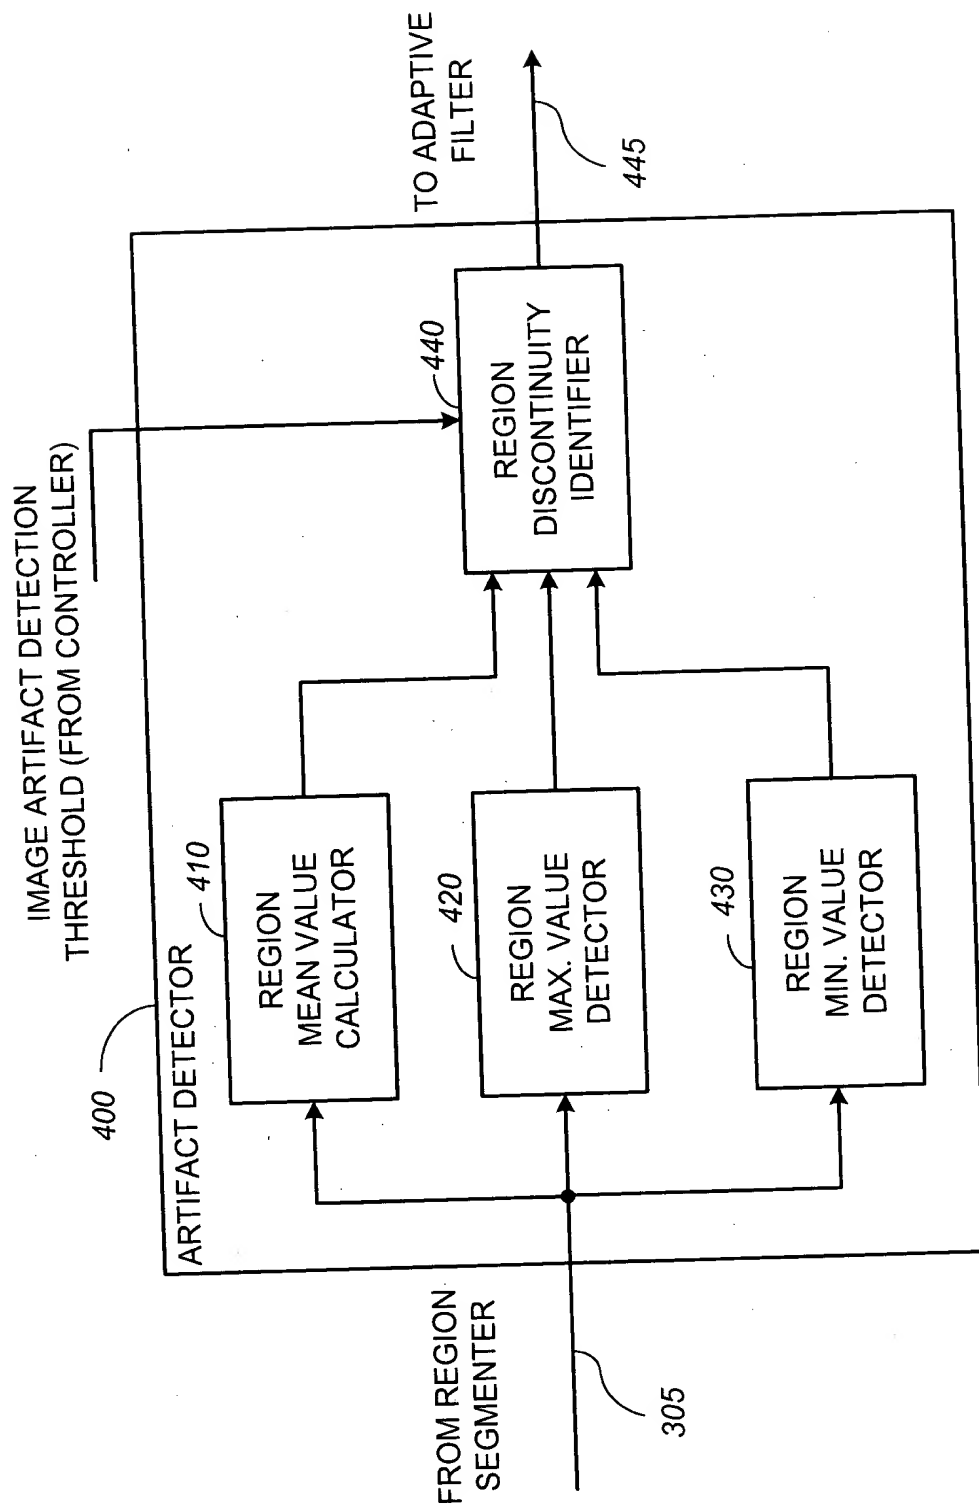 IMAGE ARTIFACT DETECTION
THRESHOLD (FROM CONTROLLER)
400
ARTIFACT DETECTOR
FROM REGION
SEGMENTER
305
410
REGION
MEAN VALUE
CALCULATOR
420
REGION
MAX. VALUE
DETECTOR
430
REGION
MIN. VALUE
DETECTOR
440
REGION
DISCONTINUITY
IDENTIFIER
TO ADAPTIVE
FILTER
445